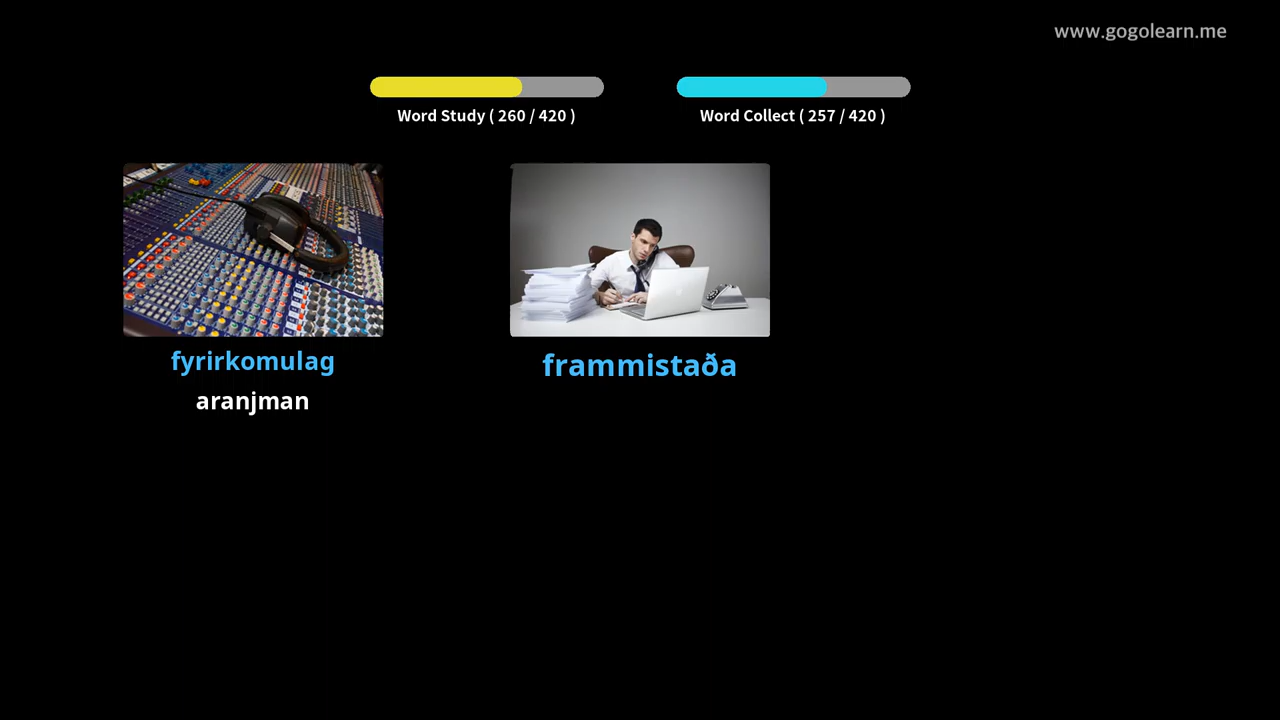 www.gogolearn.me
Word Study ( 260 / 420 )
Word Collect ( 257 / 420 )
fyrirkomulag
aranjman
frammistaða